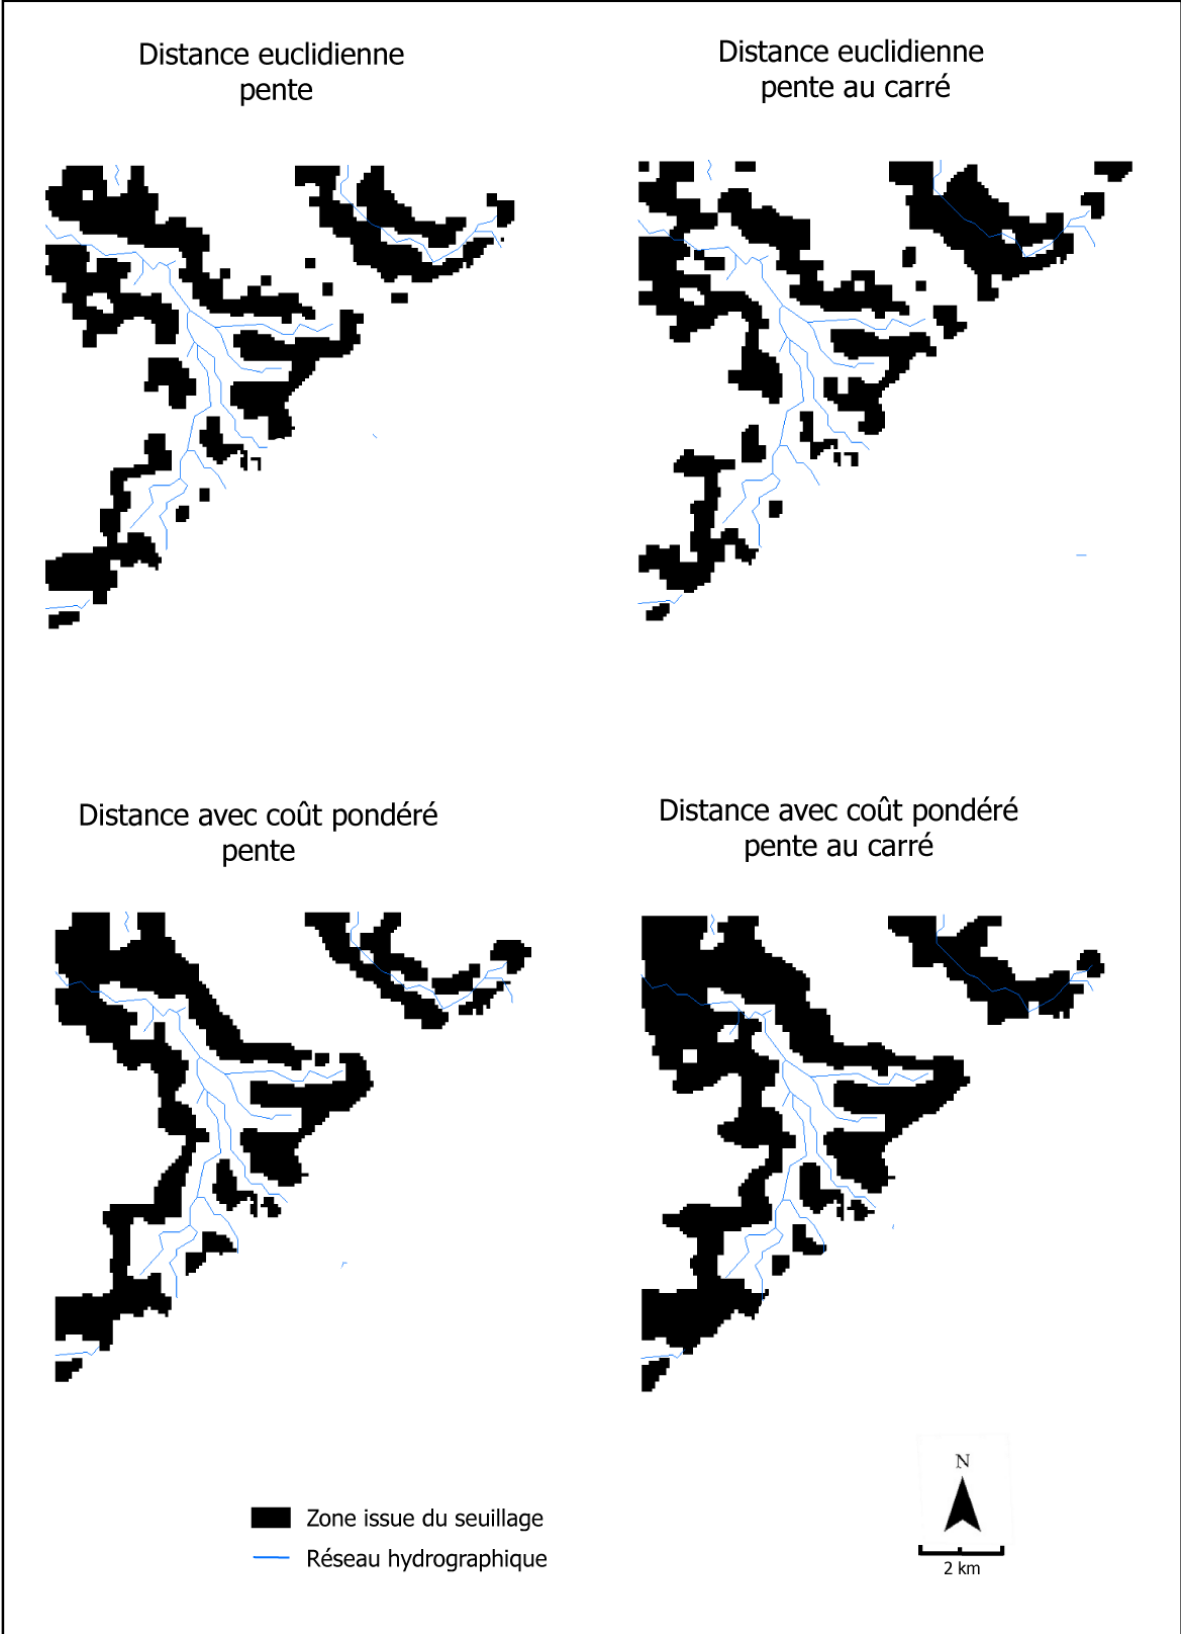 Distance euclidienne
pente
Distance euclidienne
pente au carré
Distance avec coût pondéré
pente
Distance avec coût pondéré
pente au carré
Zone issue du seuillage
Réseau hydrographique
N
2 km